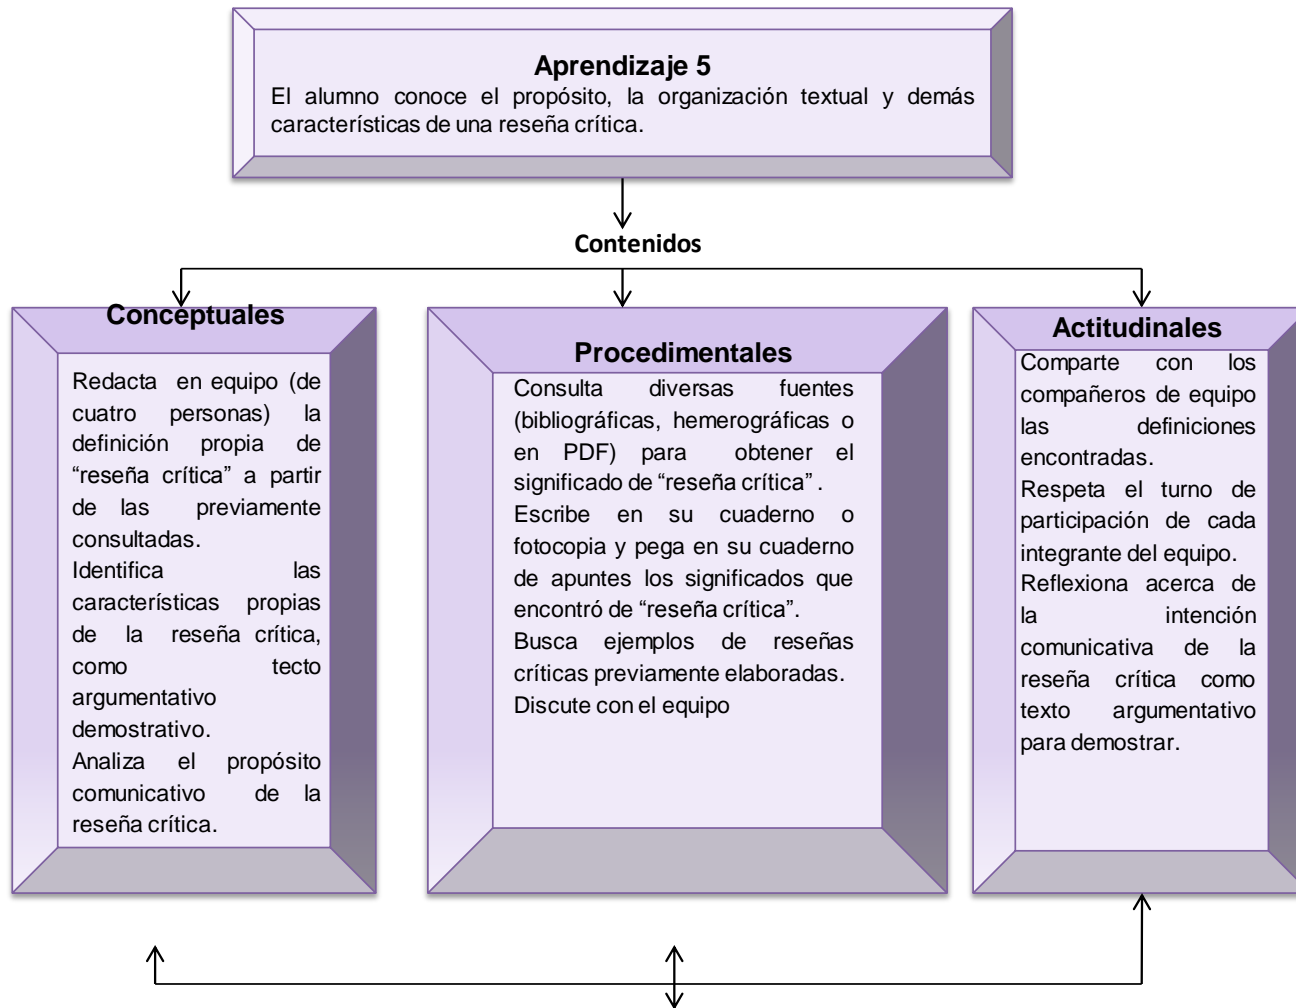 Aprendizaje 5
El alumno conoce el propósito, la organización textual y demás
características de una reseña crítica.
Contenidos
Conceptuales
Redacta en equipo (de
cuatro personas) la
definición propia de
“reseña crítica” a partir
de las previamente
consultadas.
Identifica las
características propias
de la reseña crítica,
como tecto
argumentativo
demostrativo.
Analiza el propósito
comunicativo de la
reseña crítica.
Procedimentales
Consulta diversas fuentes
(bibliográficas, hemerográficas o
en PDF) para obtener el
significado de “reseña crítica” .
Escribe en su cuaderno o
fotocopia y pega en su cuaderno
de apuntes los significados que
encontró de “reseña crítica”.
Busca ejemplos de reseñas
críticas previamente elaboradas.
Discute con el equipo
Actitudinales
Comparte con los
compañeros de equipo
las definiciones
encontradas.
Respeta el turno de
participación de cada
integrante del equipo.
Reflexiona acerca de
la intención
comunicativa de la
reseña crítica como
texto argumentativo
para demostrar.